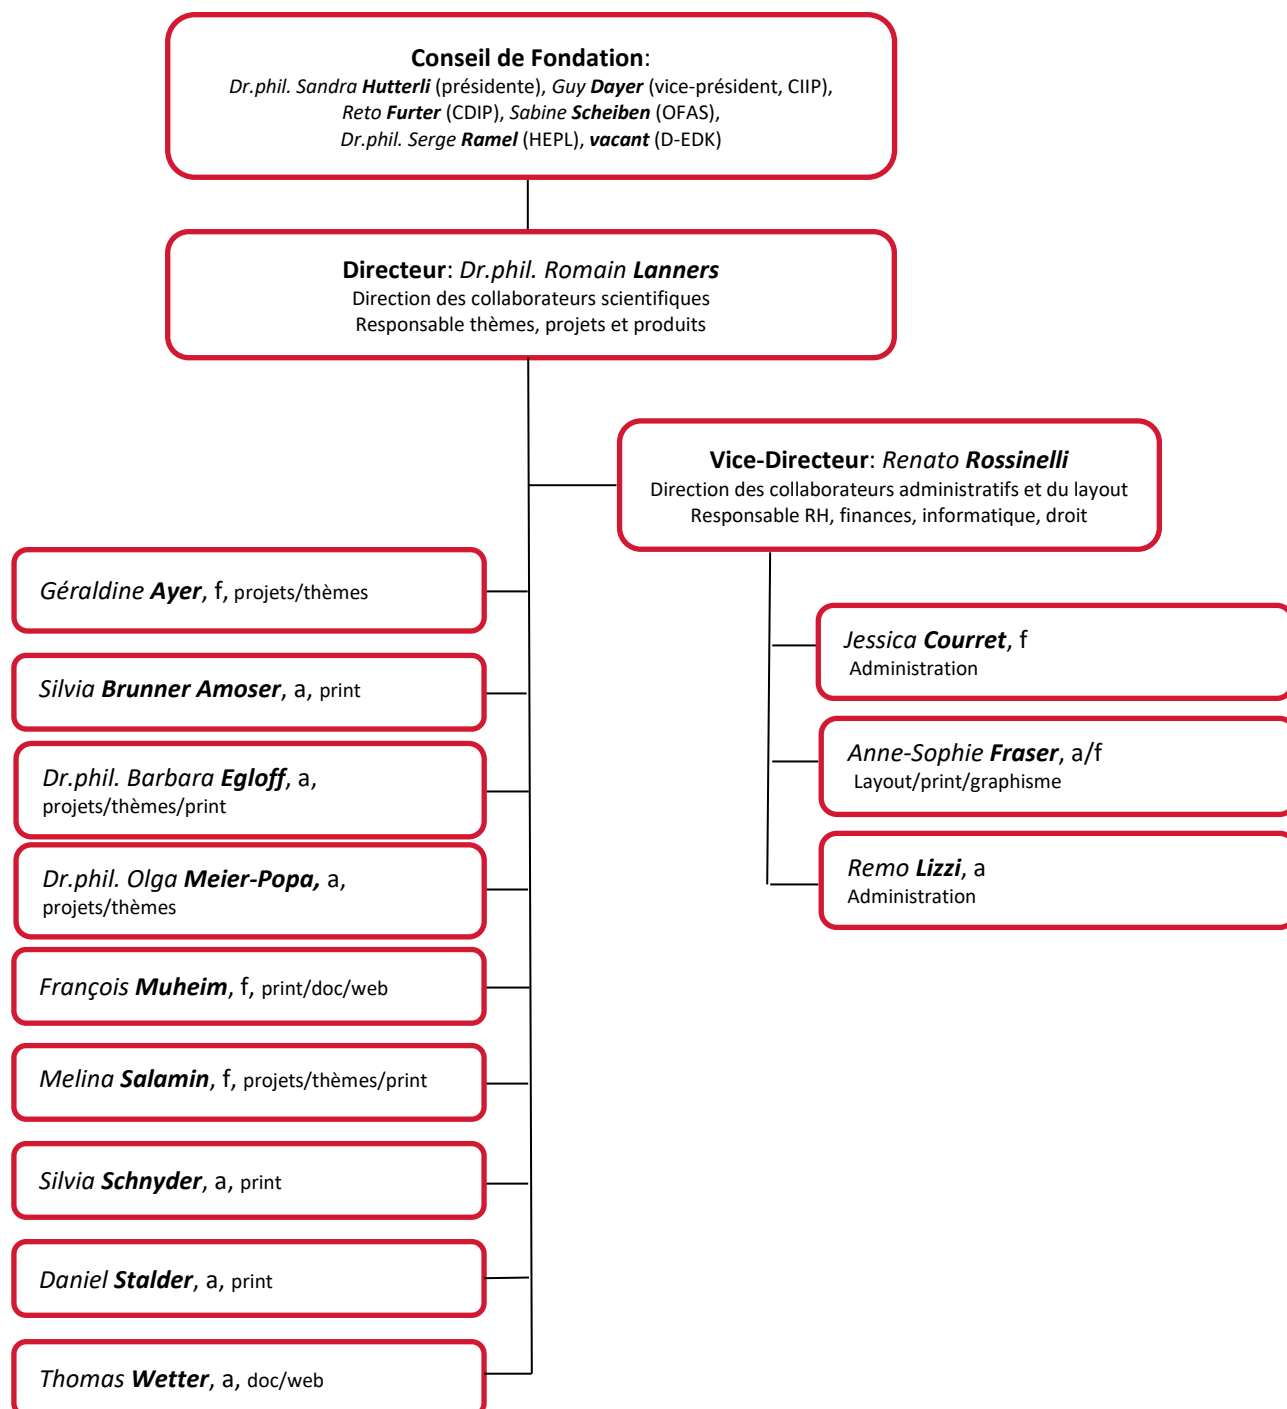 Conseil de Fondation:
Dr.phil. Sandra Hutterli (présidente), Guy Dayer (vice-président, CIIP),
Reto Furter (CDIP), Sabine Scheiben (OFAS),
Dr.phil. Serge Ramel (HEPL), vacant (D-EDK)
Directeur: Dr.phil. Romain Lanners
Direction des collaborateurs scientifiques
Responsable thèmes, projets et produits
Vice-Directeur: Renato Rossinelli
Direction des collaborateurs administratifs et du layout
Responsable RH, finances, informatique, droit
Géraldine Ayer, f, projets/thèmes
Silvia Brunner Amoser, a, print
Dr.phil. Barbara Egloff, a,
projets/thèmes/print
Dr.phil. Olga Meier-Popa, a,
projets/thèmes
François Muheim, f, print/doc/web
Melina Salamin, f, projets/thèmes/print
Silvia Schnyder, a, print
Daniel Stalder, a, print
Thomas Wetter, a, doc/web
Jessica Courret, f
Administration
Anne-Sophie Fraser, a/f
Layout/print/graphisme
Remo Lizzi, a
Administration